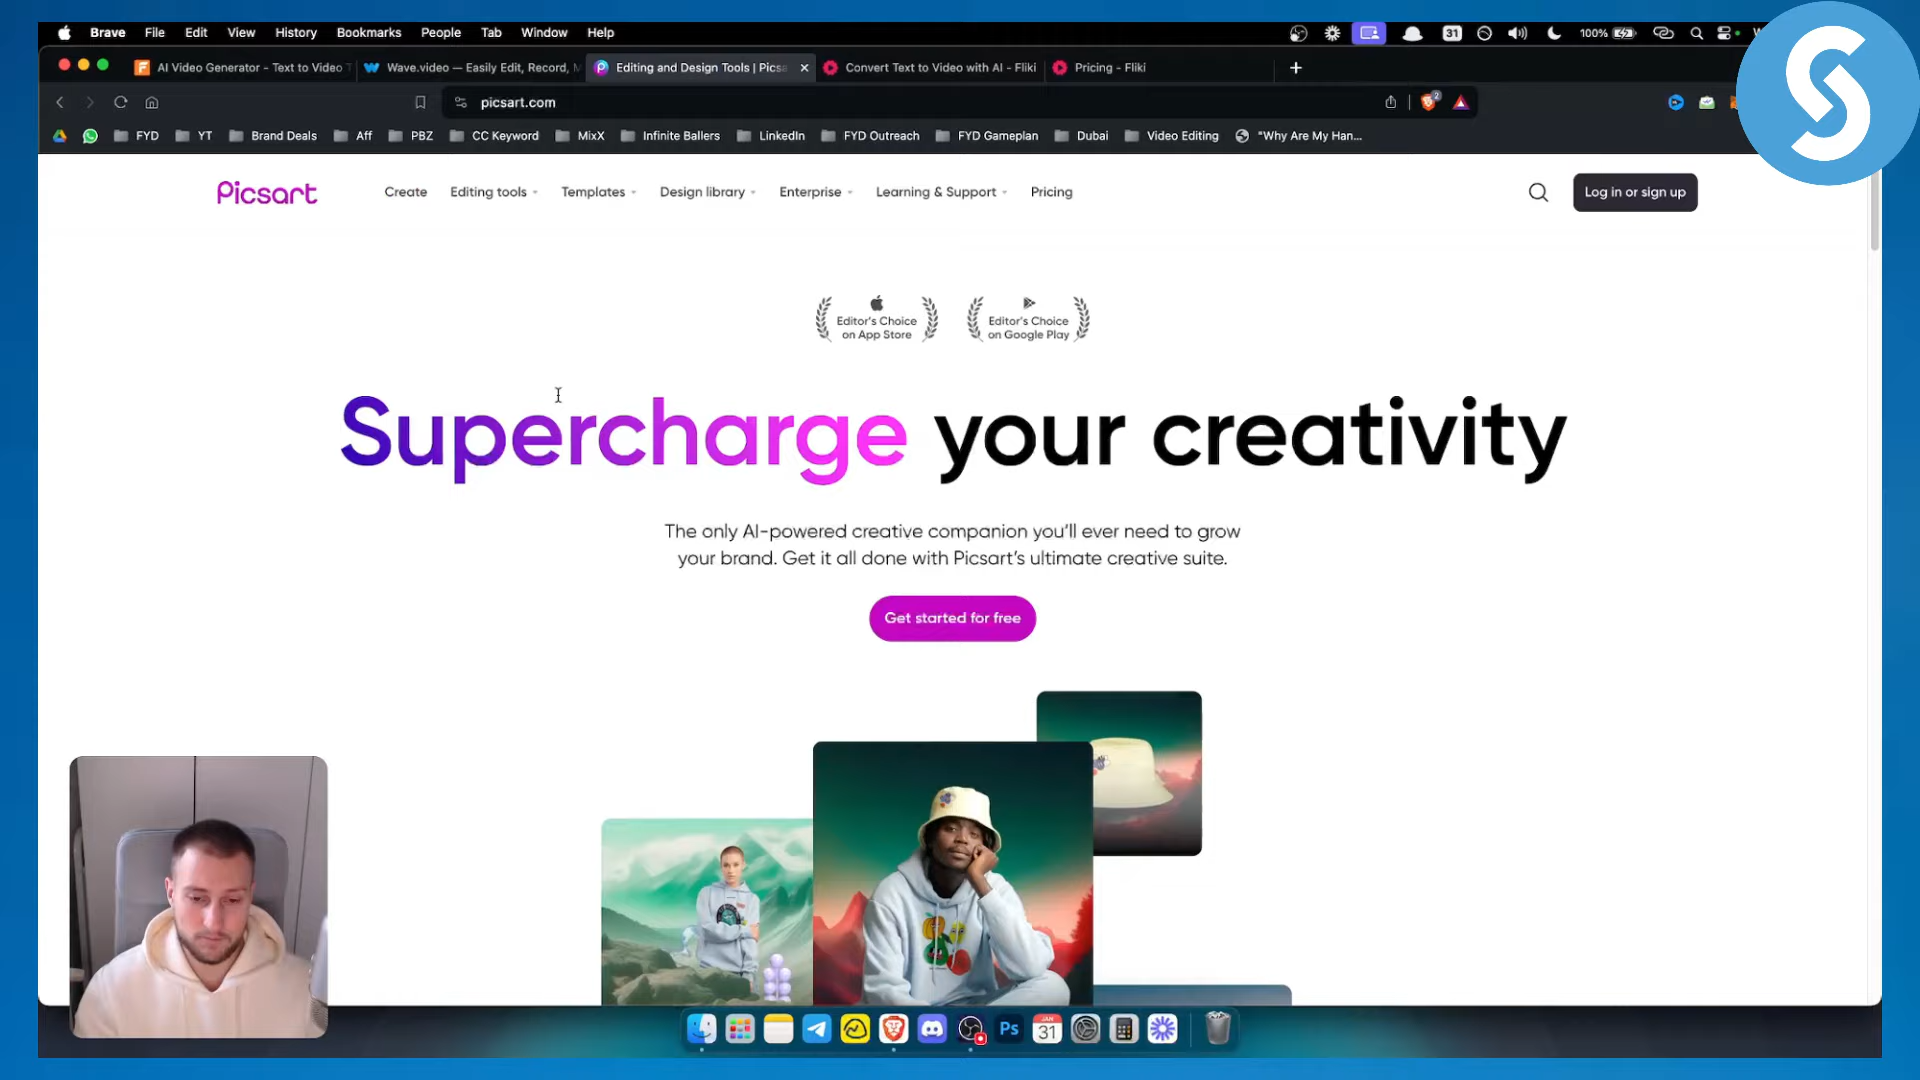 Brave File Edit View History Bookmarks People Tab Window Help
31 100%
AI Video Generator - Text to Video
Wave.video — Easily Edit, Record,
Editing and Design Tools | Picsa
Convert Text to Video with AI - Fliki
Pricing - Fliki
picsart.com
2
FYD YT Brand Deals Aff PBZ CC Keyword MixX Infinite Ballers LinkedIn FYD Outreach FYD Gameplan Dubai Video Editing "Why Are My Han...
Picsart Create Editing tools Templates Design library Enterprise Learning & Support Pricing Log in or sign up
Editor's Choice
on App Store
Editor's Choice
on Google Play
Supercharge your creativity
The only AI-powered creative companion you'll ever need to grow
your brand. Get it all done with Picsart's ultimate creative suite.
Get started for free
Ps
JAN
31